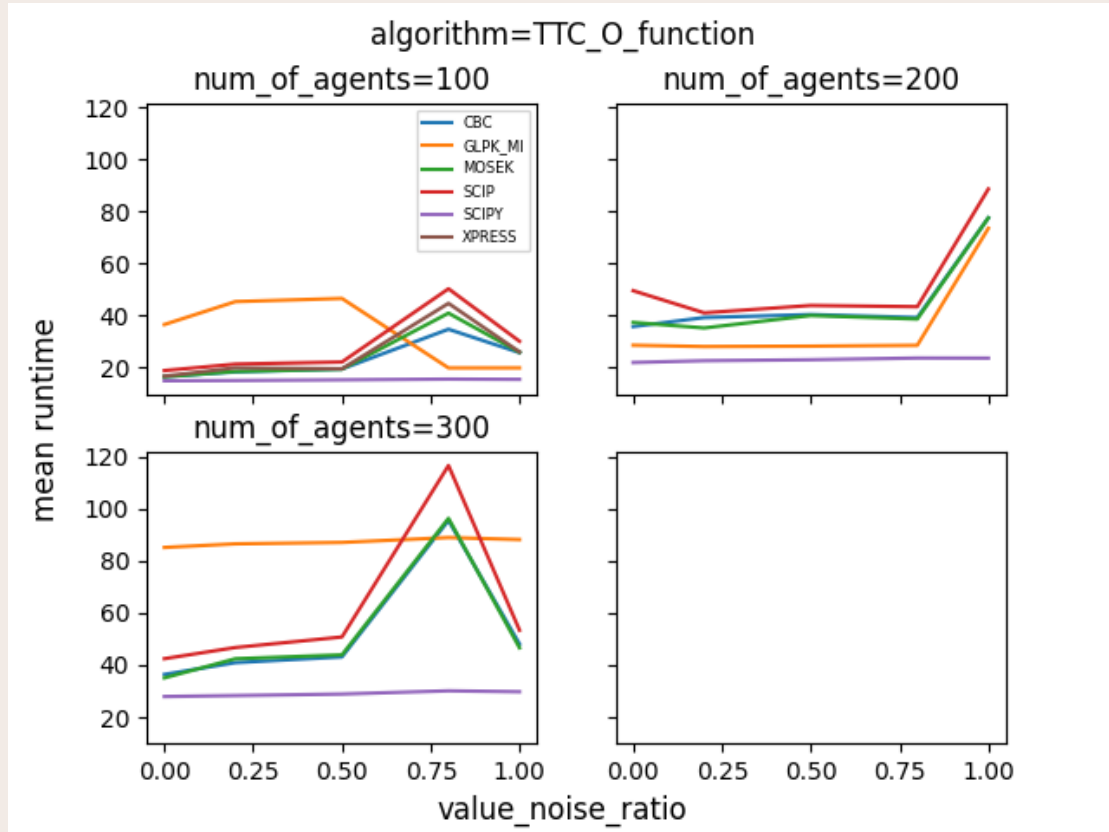 algorithm=TTC_O_function
num_of_agents=100
num_of_agents=200
120
100
80
60
40
20
CBC
GLPK_MI
MOSEK
SCIP
SCIPY
XPRESS
0.00 0.25 0.50 0.75 1.00
num_of_agents=300
mean runtime
120
100
80
60
40
20
0.00 0.25 0.50 0.75 1.00
value_noise_ratio